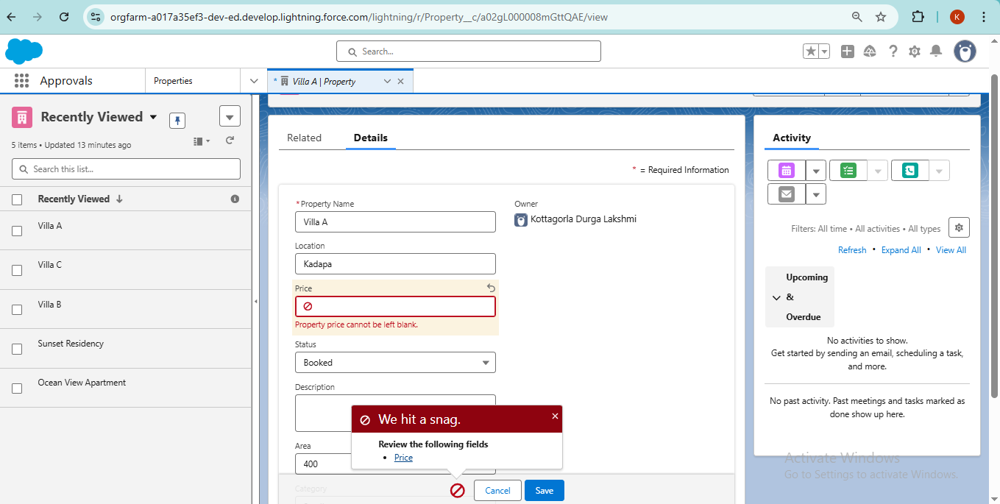 orgfarm-a017a35ef3-dev-ed.develop.lightning.force.com/lightning/r/Property__c/a02gL000008mGttQAE/view
K
Search...
Approvals
Properties
* Villa A | Property
Recently Viewed
5 items • Updated 13 minutes ago
Search this list...
Recently Viewed
Villa A
Villa C
Villa B
Sunset Residency
Ocean View Apartment
Related
Details
* = Required Information
*Property Name
Villa A
Owner
Kottagorla Durga Lakshmi
Location
Kadapa
Price
Property price cannot be left blank.
Status
Booked
Description
Area
400
Category
We hit a snag.
Review the following fields
• Price
Cancel
Save
Activity
Filters: All time • All activities • All types
Refresh • Expand All • View All
Upcoming
&
Overdue
No activities to show.
Get started by sending an email, scheduling a task,
and more.
No past activity. Past meetings and tasks marked as
done show up here.
Activate Windows
Go to Settings to activate Windows.